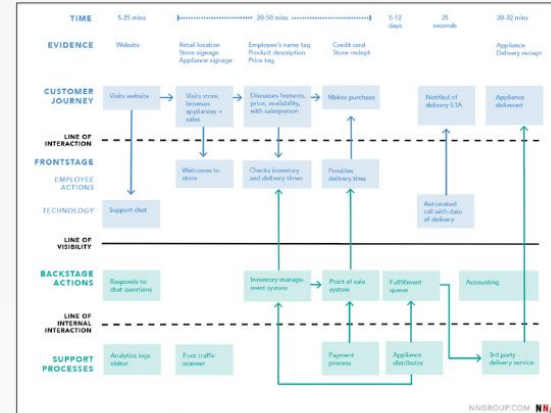 TIME
5-25 mins
20-50 mins
5-12
days
35
seconds
20-32 mins
EVIDENCE
Website
Retail location
Store signage
Appliance signage
Employee's name tag
Product description
Price tag
Credit card
Store reciept
Appliance
Delivery reciept
CUSTOMER
JOURNEY
Visits website
Visits store,
browses
appliances +
sales
Discusses features,
price, availability,
with salesperson
Makes purchase
Notified of
delivery ETA
Appliance
delivered
LINE OF
INTERACTION
FRONTSTAGE
EMPLOYEE
ACTIONS
Welcomes to
store
Checks inventory
and delivery times
Provides
delivery time
TECHNOLOGY
Support chat
Automated
call with date
of delivery
LINE OF
VISIBILITY
BACKSTAGE
ACTIONS
Responds to
chat questions
Inventory manage-
ment system
Point of sale
system
Fulfillment
queue
Accounting
LINE OF
INTERNAL
INTERACTION
SUPPORT
PROCESSES
Analytics logs
visitor
Foot traffic
scanner
Payment
process
Appliance
distributor
3rd party
delivery service
NNGROUP.COM NN